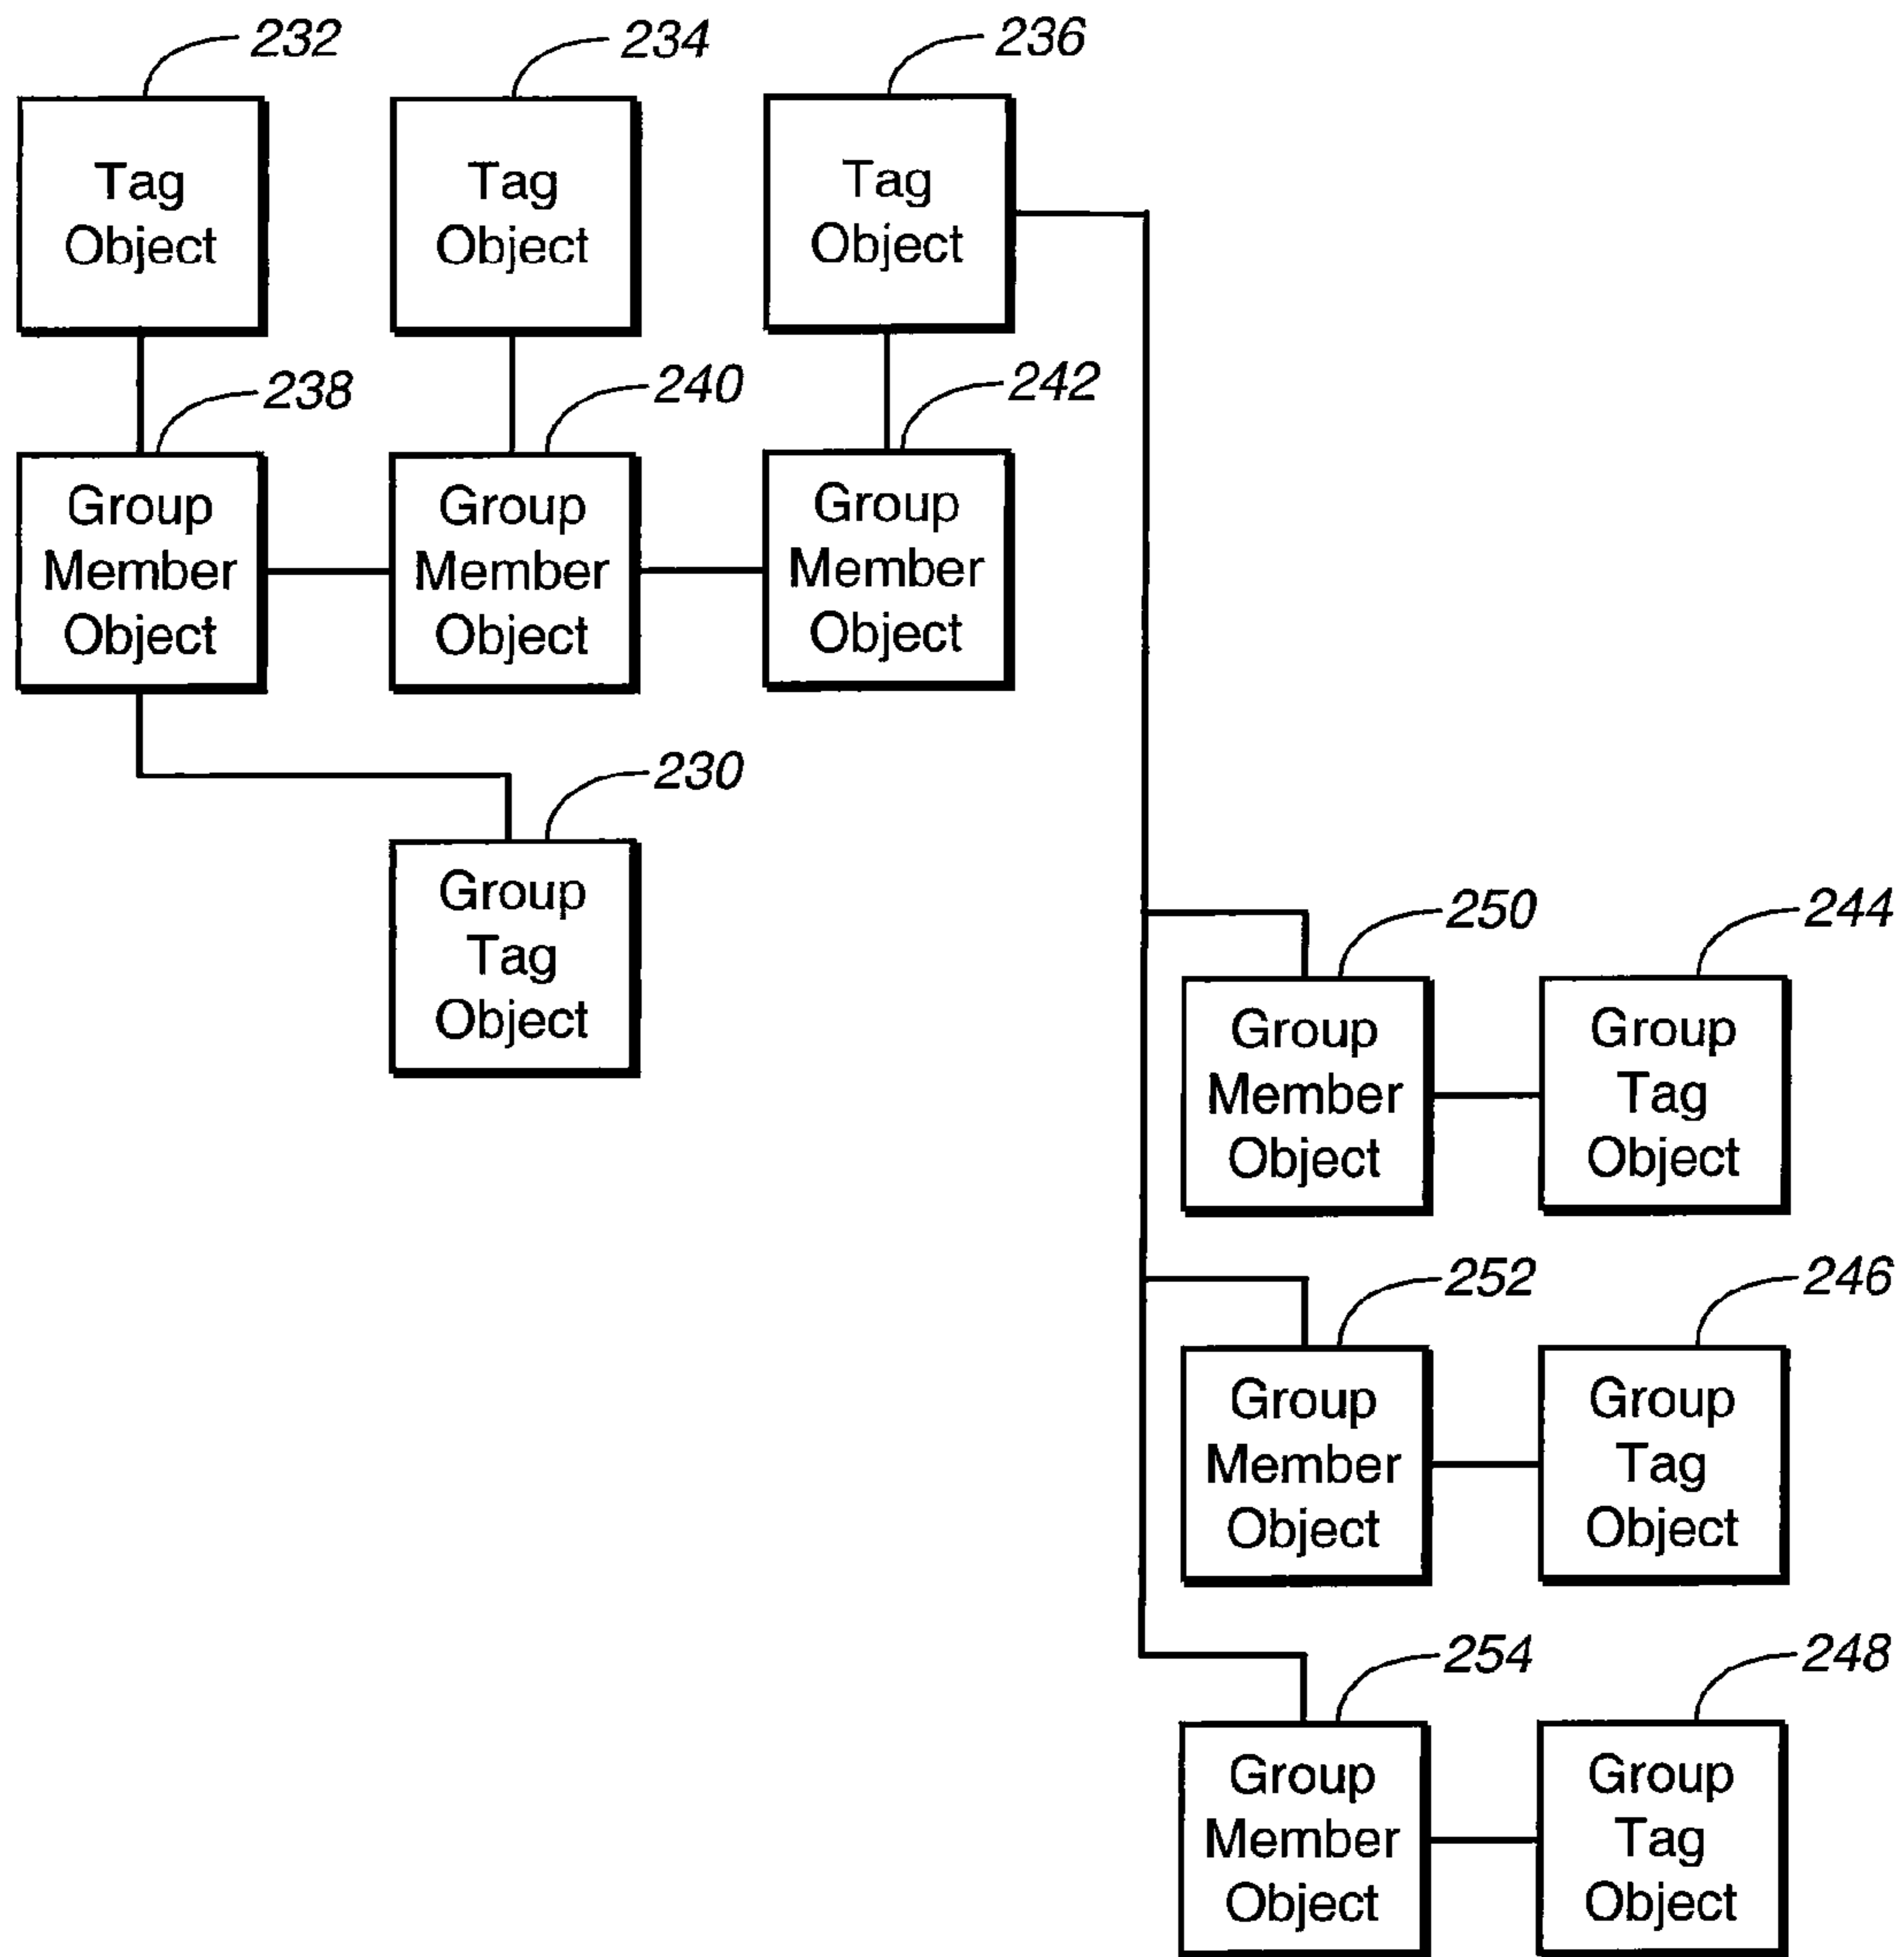 232
234
236
Tag
Object
Tag
Object
Tag
Object
238
240
242
Group
Member
Object
Group
Member
Object
Group
Member
Object
230
Group
Tag
Object
250
244
Group
Member
Object
Group
Tag
Object
252
246
Group
Member
Object
Group
Tag
Object
254
248
Group
Member
Object
Group
Tag
Object